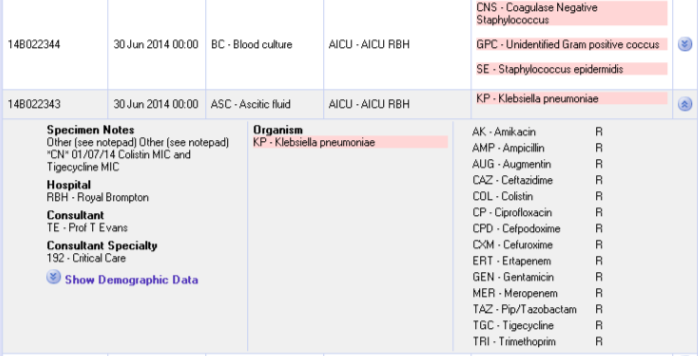 CNS - Coagulase Negative
Staphylococcus
14B022344 30 Jun 2014 00:00 BC - Blood culture AICU - AICU RBH GPC - Unidentified Gram positive coccus
SE - Staphylococcus epidermidis
14B022343 30 Jun 2014 00:00 ASC - Ascitic fluid AICU - AICU RBH KP - Klebsiella pneumoniae
Specimen Notes
Other (see notepad) Other (see notepad)
"CN" 01/07/14 Colistin MIC and
Tigecycline MIC
Hospital
RBH - Royal Brompton
Consultant
TE - Prof T Evans
Consultant Specialty
192 - Critical Care
Show Demographic Data
Organism
KP - Klebsiella pneumoniae
AK - Amikacin R
AMP - Ampicillin R
AUG - Augmentin R
CAZ - Ceftazidime R
COL - Colistin R
CP - Ciprofloxacin R
CPD - Cefpodoxime R
CXM - Cefuroxime R
ERT - Ertapenem R
GEN - Gentamicin R
MER - Meropenem R
TAZ - Pip/Tazobactam R
TGC - Tigecycline R
TRI - Trimethoprim R